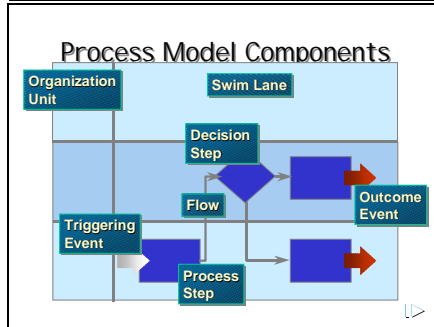 Process Model Components
Organization
Unit
Swim Lane
Decision
Step
Flow
Outcome
Event
Triggering
Event
Process
Step